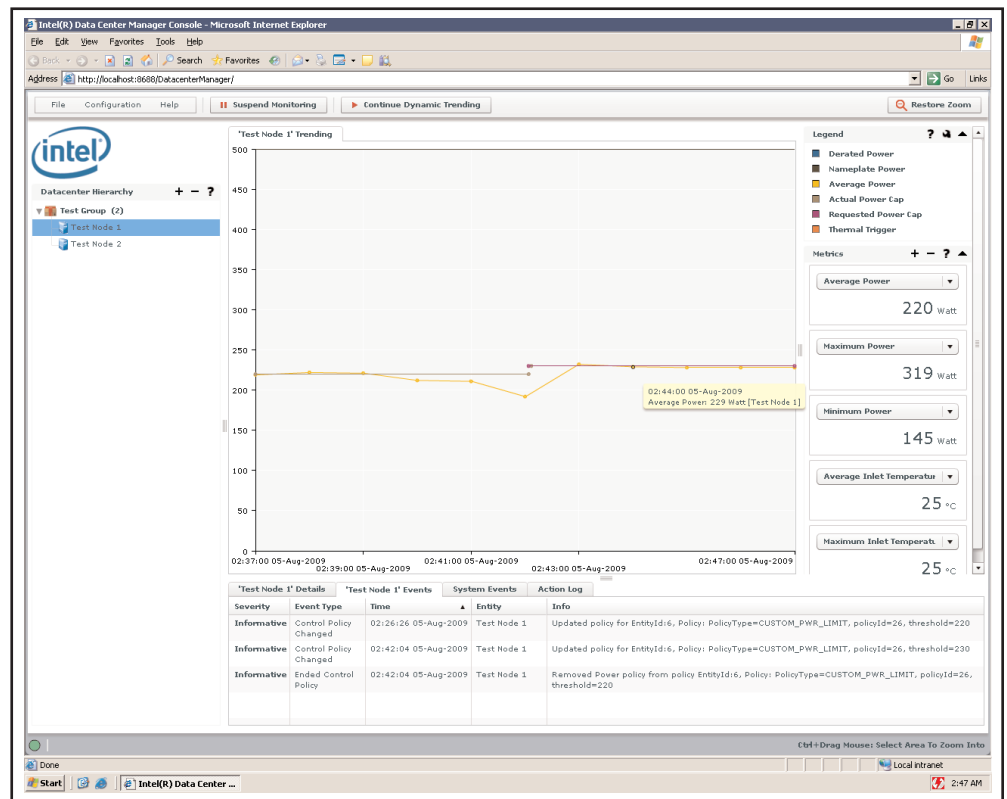 Intel(R) Data Center Manager Console - Microsoft Internet Explorer
File Edit View Favorites Tools Help
Back Search Favorites
Address http://localhost:8688/DatacenterManager/ Go Links
File Configuration Help Suspend Monitoring Continue Dynamic Trending Restore Zoom
intel
Datacenter Hierarchy + - ?
Test Group (2)
Test Node 1
Test Node 2
'Test Node 1' Trending
500
450
400
350
300
250
200
150
100
50
0
02:37:00 05-Aug-2009
02:39:00 05-Aug-2009
02:41:00 05-Aug-2009
02:43:00 05-Aug-2009
02:47:00 05-Aug-2009
02:44:00 05-Aug-2009
Average Power: 229 Watt [Test Node 1]
Legend ?
Derated Power
Nameplate Power
Average Power
Actual Power Cap
Requested Power Cap
Thermal Trigger
Metrics + - ?
Average Power
220 Watt
Maximum Power
319 Watt
Minimum Power
145 Watt
Average Inlet Temperatur
25 °C
Maximum Inlet Temperatu
25 °C
'Test Node 1' Details 'Test Node 1' Events System Events Action Log
Severity Event Type Time Entity Info
Informative Control Policy Changed 02:26:26 05-Aug-2009 Test Node 1 Updated policy for EntityId:6, Policy: PolicyType=CUSTOM_PWR_LIMIT, policyId=26, threshold=220
Informative Control Policy Changed 02:42:04 05-Aug-2009 Test Node 1 Updated policy for EntityId:6, Policy: PolicyType=CUSTOM_PWR_LIMIT, policyId=26, threshold=230
Informative Ended Control Policy 02:42:04 05-Aug-2009 Test Node 1 Removed Power policy from policy EntityId:6, Policy: PolicyType=CUSTOM_PWR_LIMIT, policyId=26, threshold=220
Ctrl+Drag Mouse: Select Area To Zoom Into
Done Local intranet
Start Intel(R) Data Center ... 2:47 AM